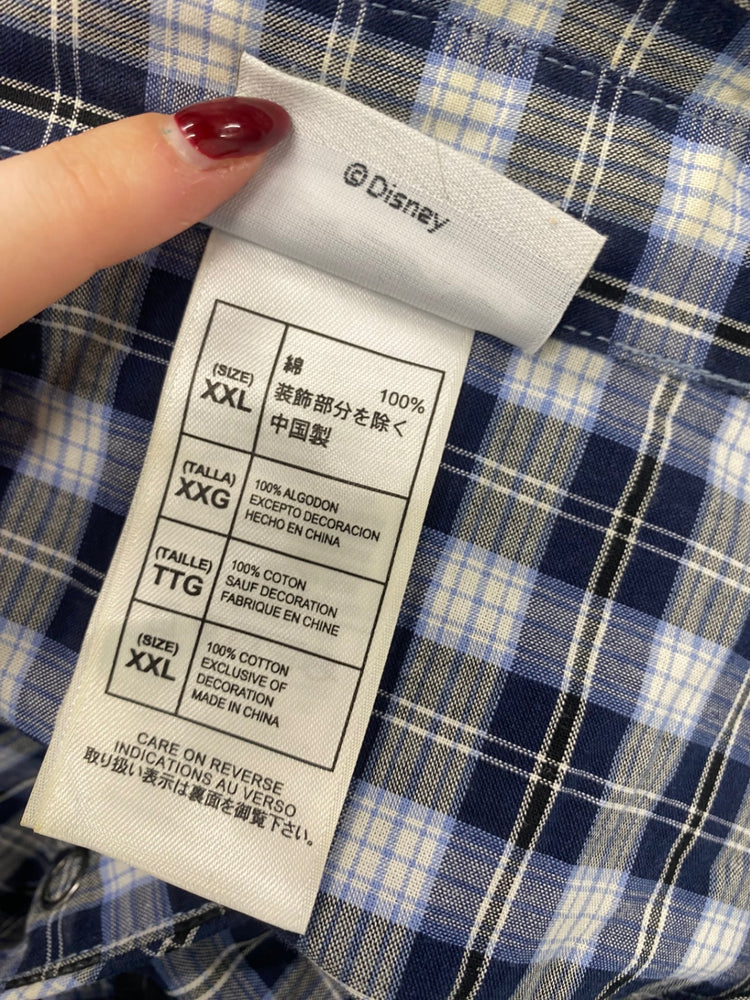 ©Disney
(SIZE)
XXL
綿 100%
装飾部分を除く
中国製
(TALLA)
XXG
100% ALGODON
EXCEPTO DECORACION
HECHO EN CHINA
(TAILLE)
TTG
100% COTON
SAUF DECORATION
FABRIQUE EN CHINE
(SIZE)
XXL
100% COTTON
EXCLUSIVE OF
DECORATION
MADE IN CHINA
CARE ON REVERSE
INDICATIONS AU VERSO
取り扱い表示は裏面を御覧下さい。